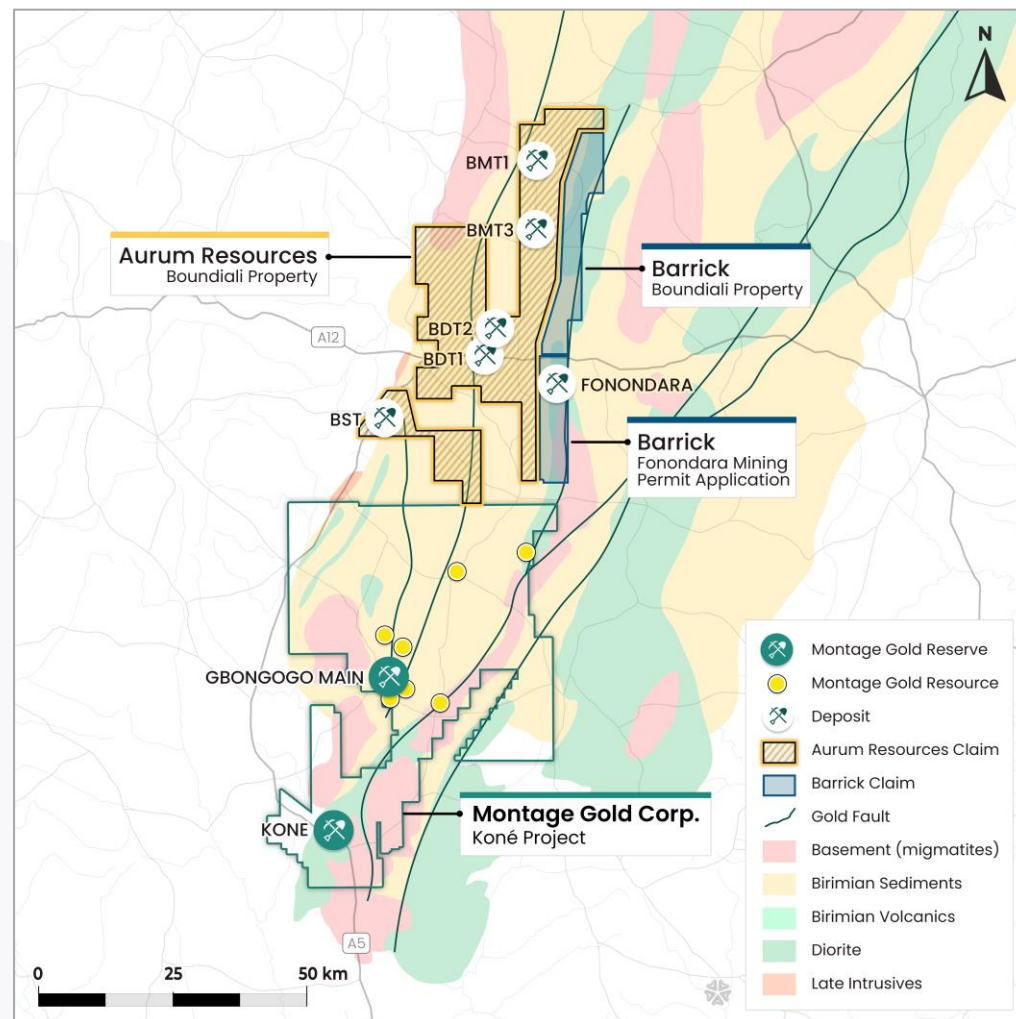 N
BMT1
BMT3
Aurum Resources
Boundiali Property
Barrick
Boundiali Property
A12
BDT2
BDT1
FONONDARA
BST
Barrick
Fonondara Mining
Permit Application
GBONGOGO MAIN
KONE
Montage Gold Corp.
Koné Project
A5
0 25 50 km
Montage Gold Reserve
Montage Gold Resource
Deposit
Aurum Resources Claim
Barrick Claim
Gold Fault
Basement (migmatites)
Birimian Sediments
Birimian Volcanics
Diorite
Late Intrusives